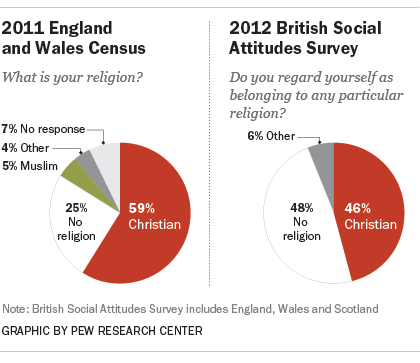 2011 England
and Wales Census
What is your religion?
7% No response
4% Other
5% Muslim
25%
No
religion
59%
Christian
2012 British Social
Attitudes Survey
Do you regard yourself as
belonging to any particular
religion?
6% Other
48%
No
religion
46%
Christian
Note: British Social Attitudes Survey includes England, Wales and Scotland
GRAPHIC BY PEW RESEARCH CENTER